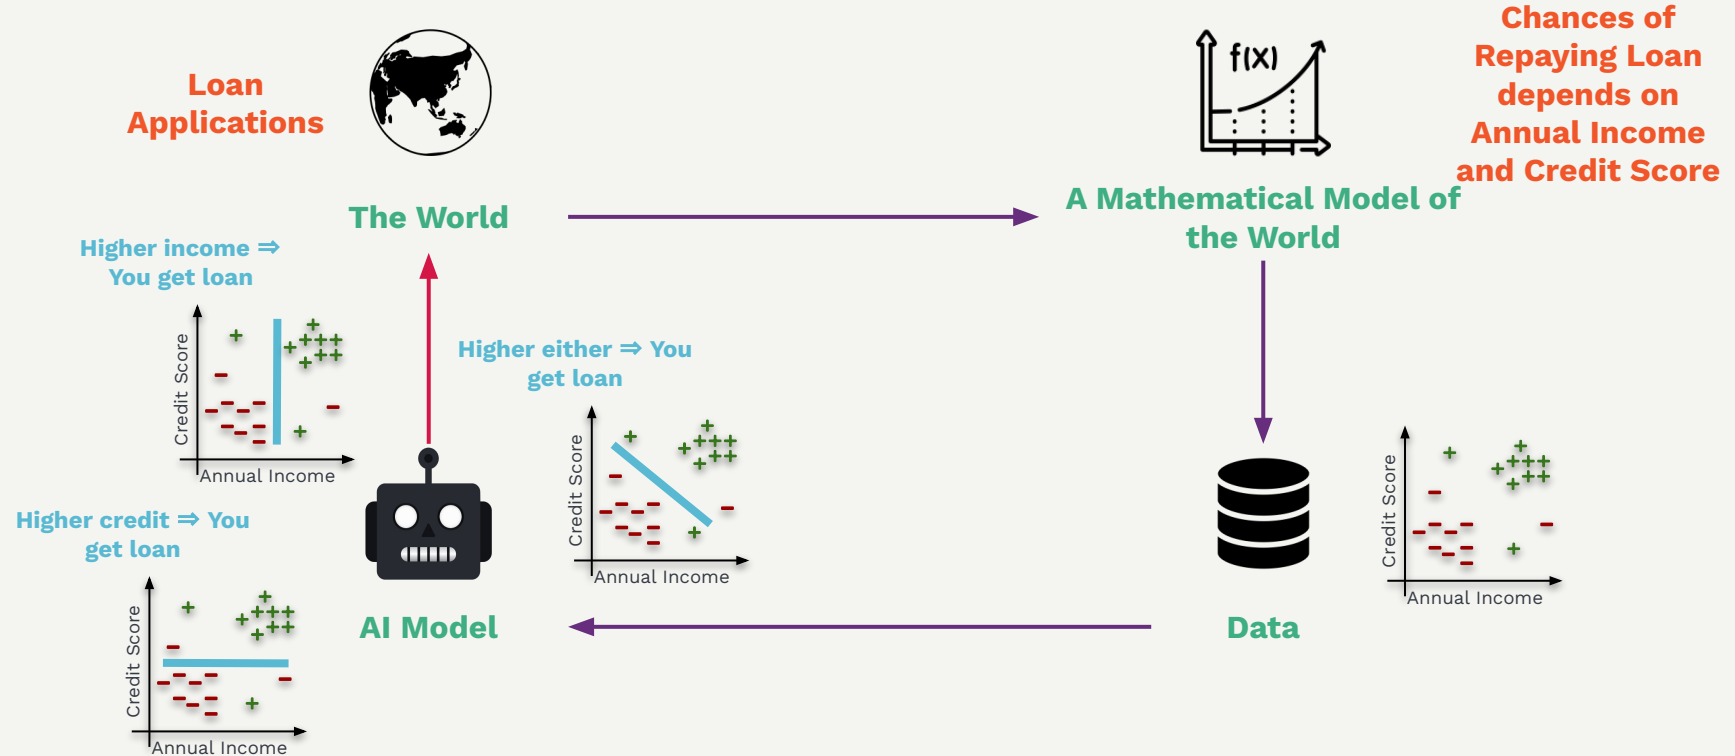 Loan
Applications
f(x)
Chances of
Repaying Loan
depends on
Annual Income
and Credit Score
The World
A Mathematical Model of
the World
Higher income ⇒
You get loan
Credit Score
Annual Income
Higher either ⇒ You
get loan
Credit Score
Annual Income
Credit Score
Annual Income
Higher credit ⇒ You
get loan
Credit Score
Annual Income
AI Model
Data